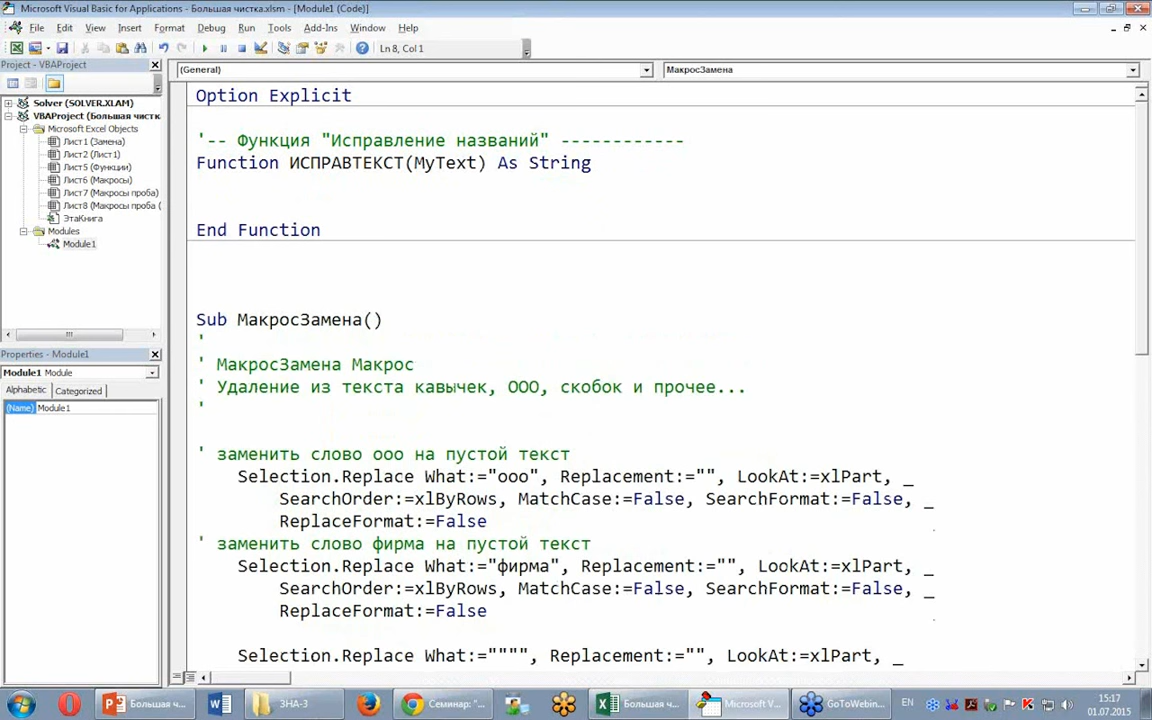 Microsoft Visual Basic for Applications - Большая чистка.xlsm - [Module1 (Code)]
File Edit View Insert Format Debug Run Tools Add-Ins Window Help
Ln 8, Col 1
Project - VBAProject
Solver (SOLVER.XLAM)
VBAProject (Большая чистк
Microsoft Excel Objects
Лист1 (Замена)
Лист2 (Лист1)
Лист5 (Функции)
Лист6 (Макросы)
Лист7 (Макросы проба)
Лист8 (Макросы проба (
ЭтаКнига
Modules
Module1
Properties - Module1
Module1 Module
Alphabetic Categorized
(Name) Module1
(General) МакросЗамена
Option Explicit
'-- Функция "Исправление названий" ------------
Function ИСПРАВТЕКСТ(MyText) As String
End Function
Sub МакросЗамена()
'
' МакросЗамена Макрос
' Удаление из текста кавычек, ООО, скобок и прочее...
'
' заменить слово ооо на пустой текст
Selection.Replace What:="ооо", Replacement:="", LookAt:=xlPart, _
SearchOrder:=xlByRows, MatchCase:=False, SearchFormat:=False, _
ReplaceFormat:=False
' заменить слово фирма на пустой текст
Selection.Replace What:="фирма", Replacement:="", LookAt:=xlPart, _
SearchOrder:=xlByRows, MatchCase:=False, SearchFormat:=False, _
ReplaceFormat:=False
Selection.Replace What:="""", Replacement:="", LookAt:=xlPart, _
Большая ч...
ЗНА-3
Семинар: "...
Большая ч...
Microsoft V...
GoToWebin...
EN
15:17
01.07.2015